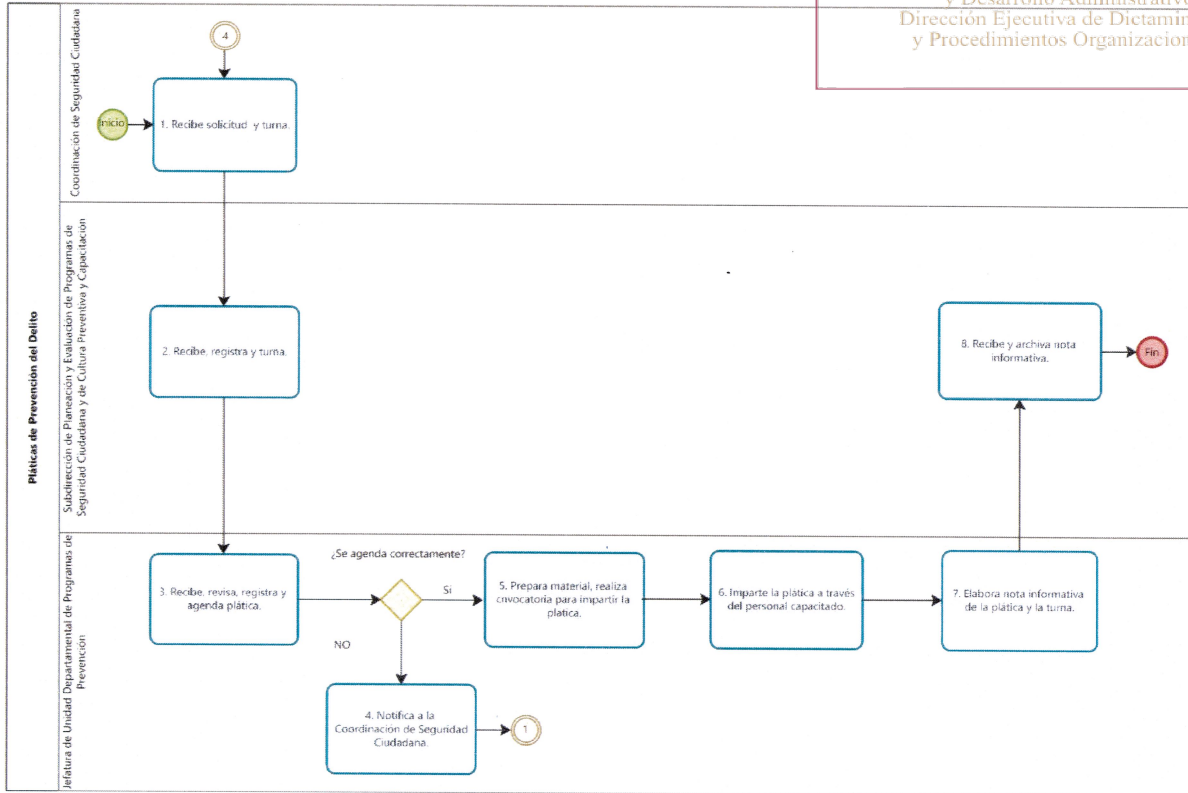 y Desarrollo Administrativo
Dirección Ejecutiva de Dictamin
y Procedimientos Organizacion
Pláticas de Prevención del Delito
Coordinación de Seguridad Ciudadana
4
Inicio
1. Recibe solicitud y turna.
Subdirección de Planeación y Evaluación de Programas de
Seguridad Ciudadana y de Cultura Preventiva y Capacitación
2. Recibe, registra y turna.
8. Recibe y archiva nota
informativa.
Fin
Jefatura de Unidad Departamental de Programas de
Prevención
3. Recibe, revisa, registra y
agenda plática.
¿Se agenda correctamente?
Si
NO
5. Prepara material, realiza
convocatoria para impartir la
plática.
6. Imparte la plática a través
del personal capacitado.
7. Elabora nota informativa
de la plática y la turna.
4. Notifica a la
Coordinación de Seguridad
Ciudadana.
1